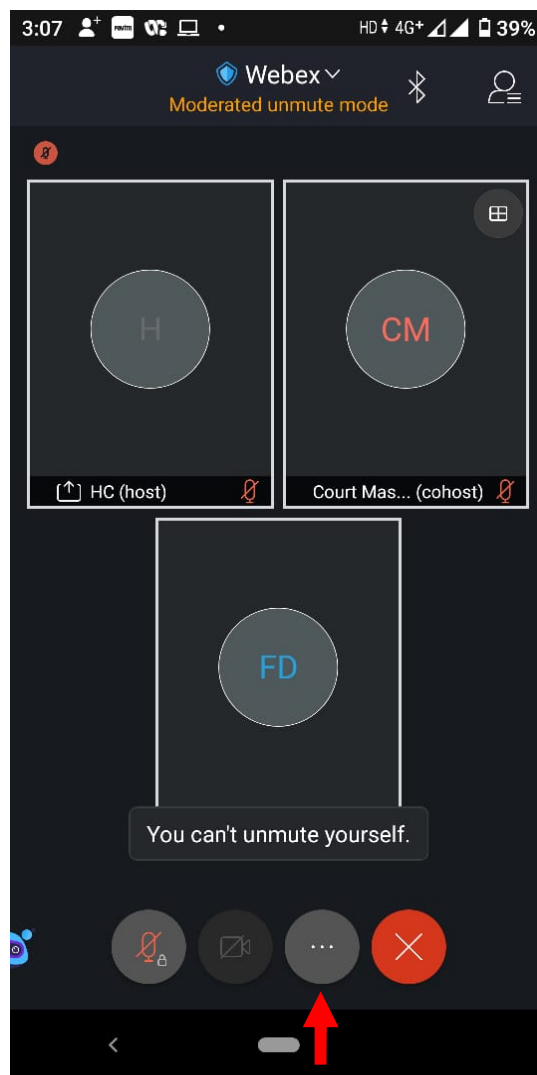 3:07 HD 4G+ 39%
Webex
Moderated unmute mode
H
CM
HC (host)
Court Mas... (cohost)
FD
You can't unmute yourself.